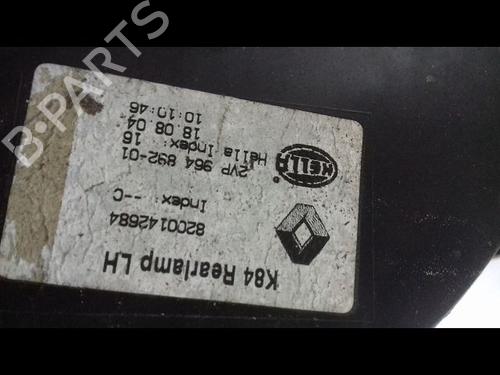 K84 Rearlamp LH
8200142684
Index: --C
2VP 964 892-01
Hella Index: 16
18.08.04
10:10:46
HELLA
B-PARTS